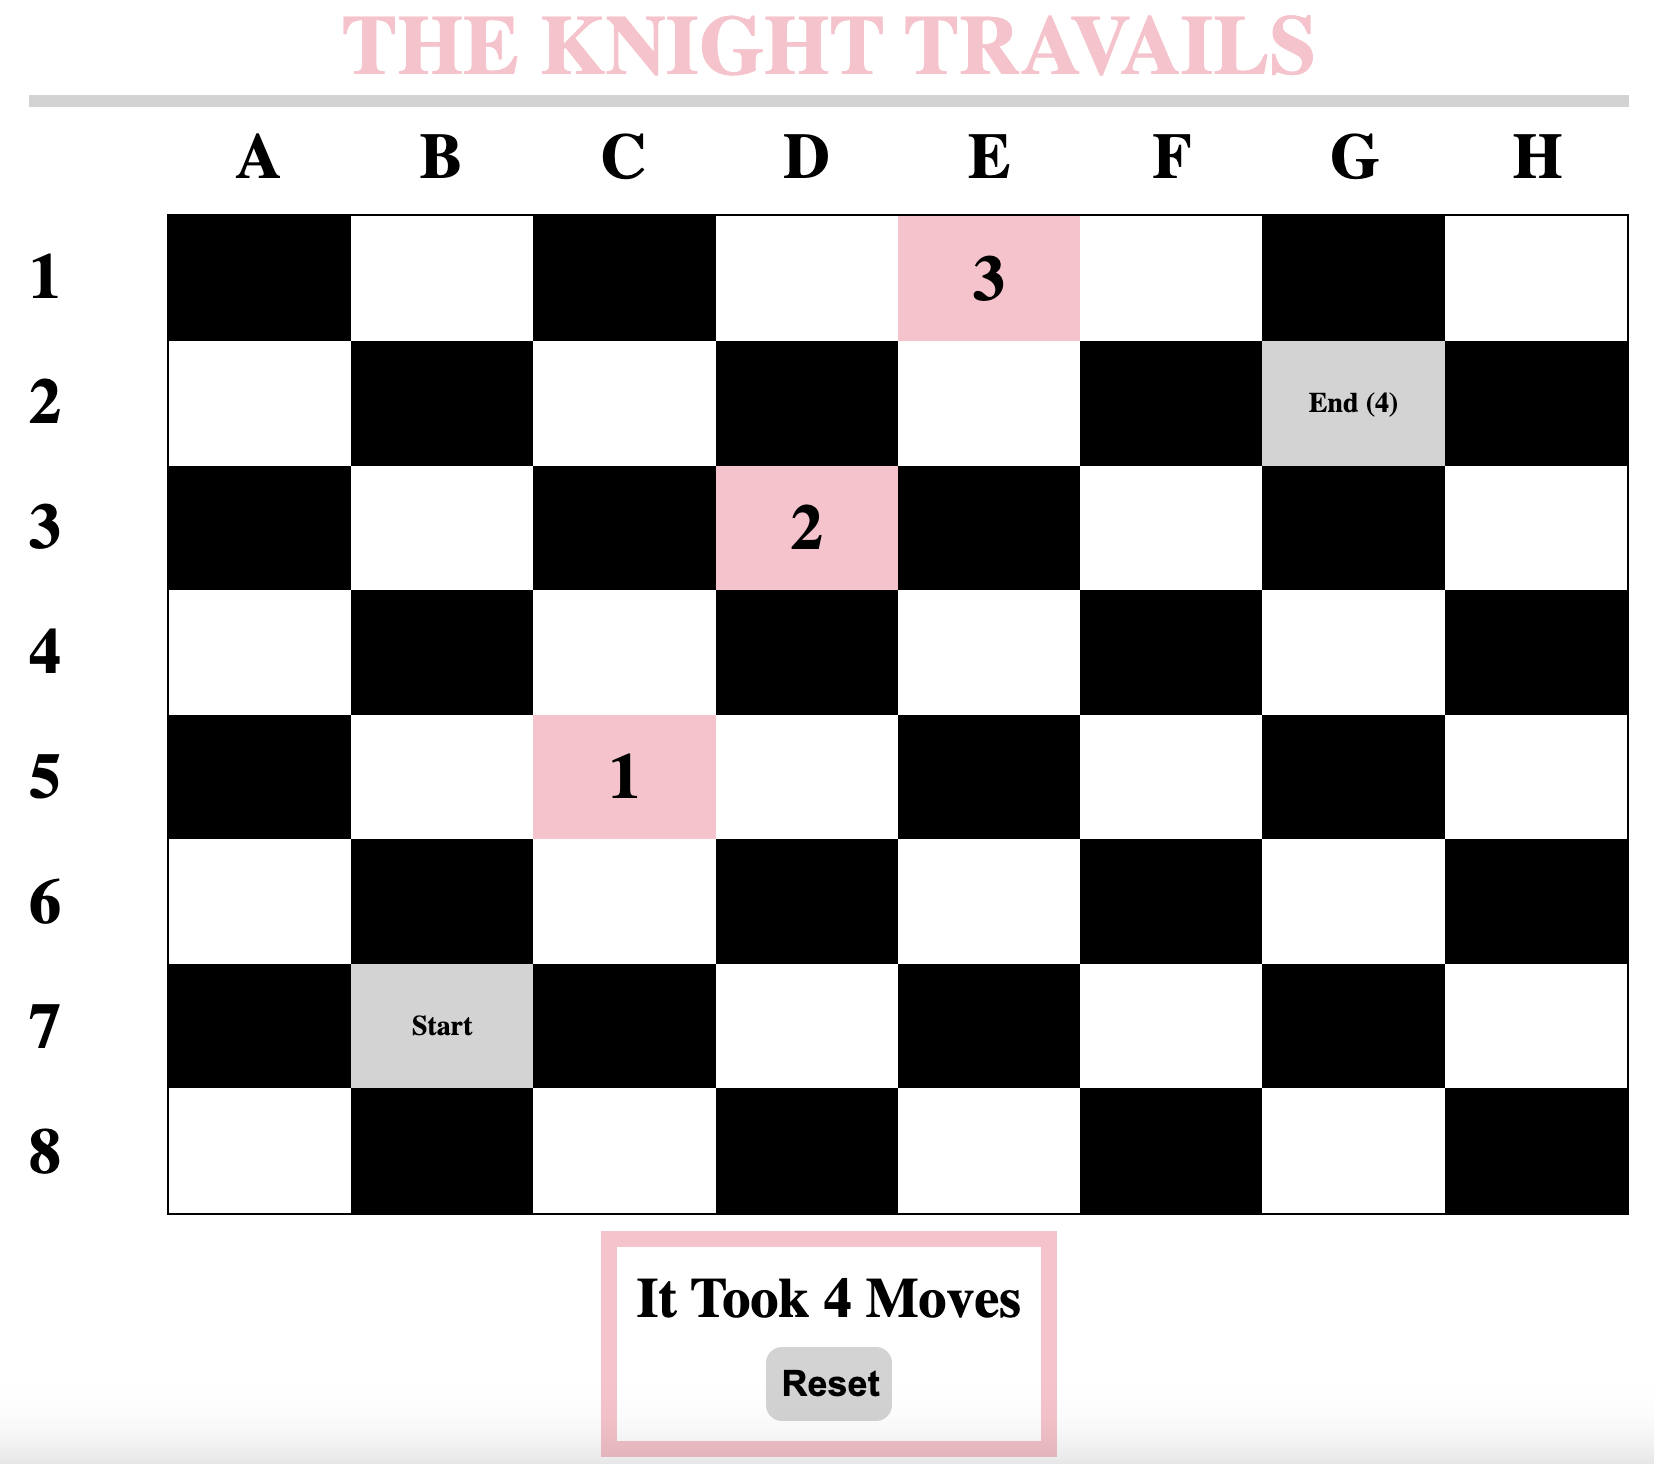 THE KNIGHT TRAVAILS
A B C D E F G H
1 3
2 End (4)
3 2
4
5 1
6
7 Start
8
It Took 4 Moves
Reset